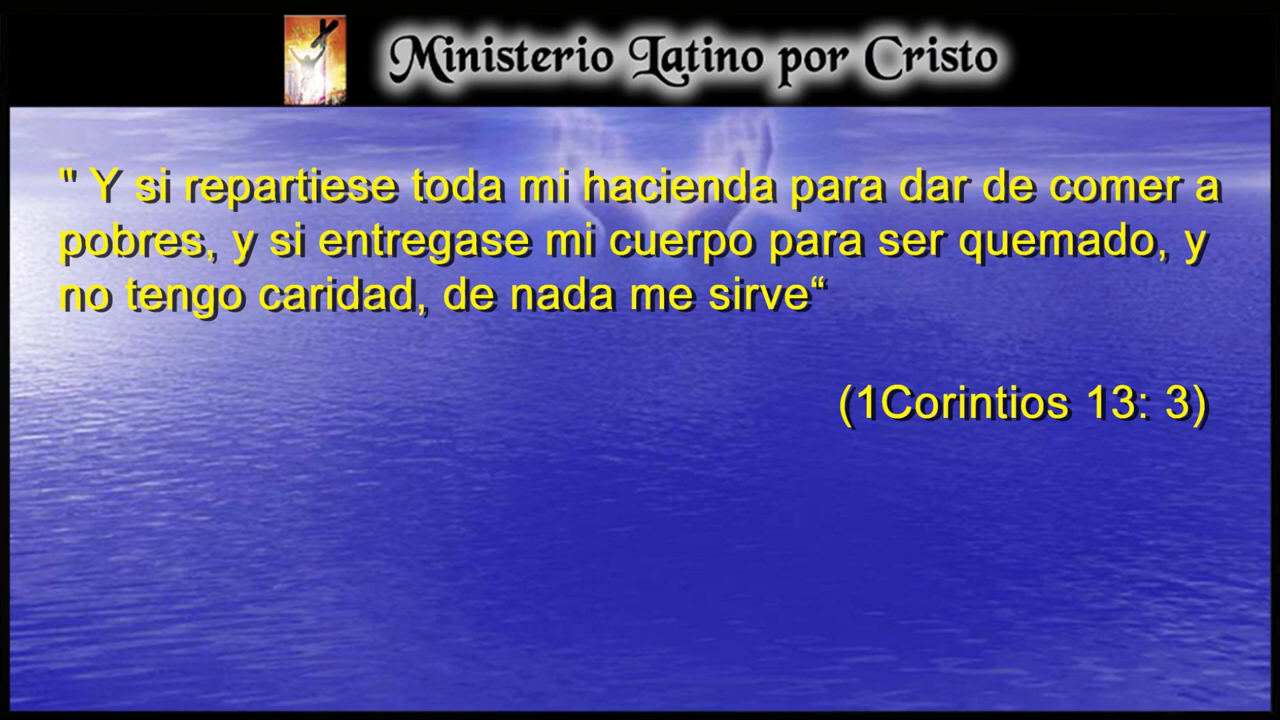 Ministerio Latino por Cristo
" Y si repartiese toda mi hacienda para dar de comer a
pobres, y si entregase mi cuerpo para ser quemado, y
no tengo caridad, de nada me sirve“
(1Corintios 13: 3)